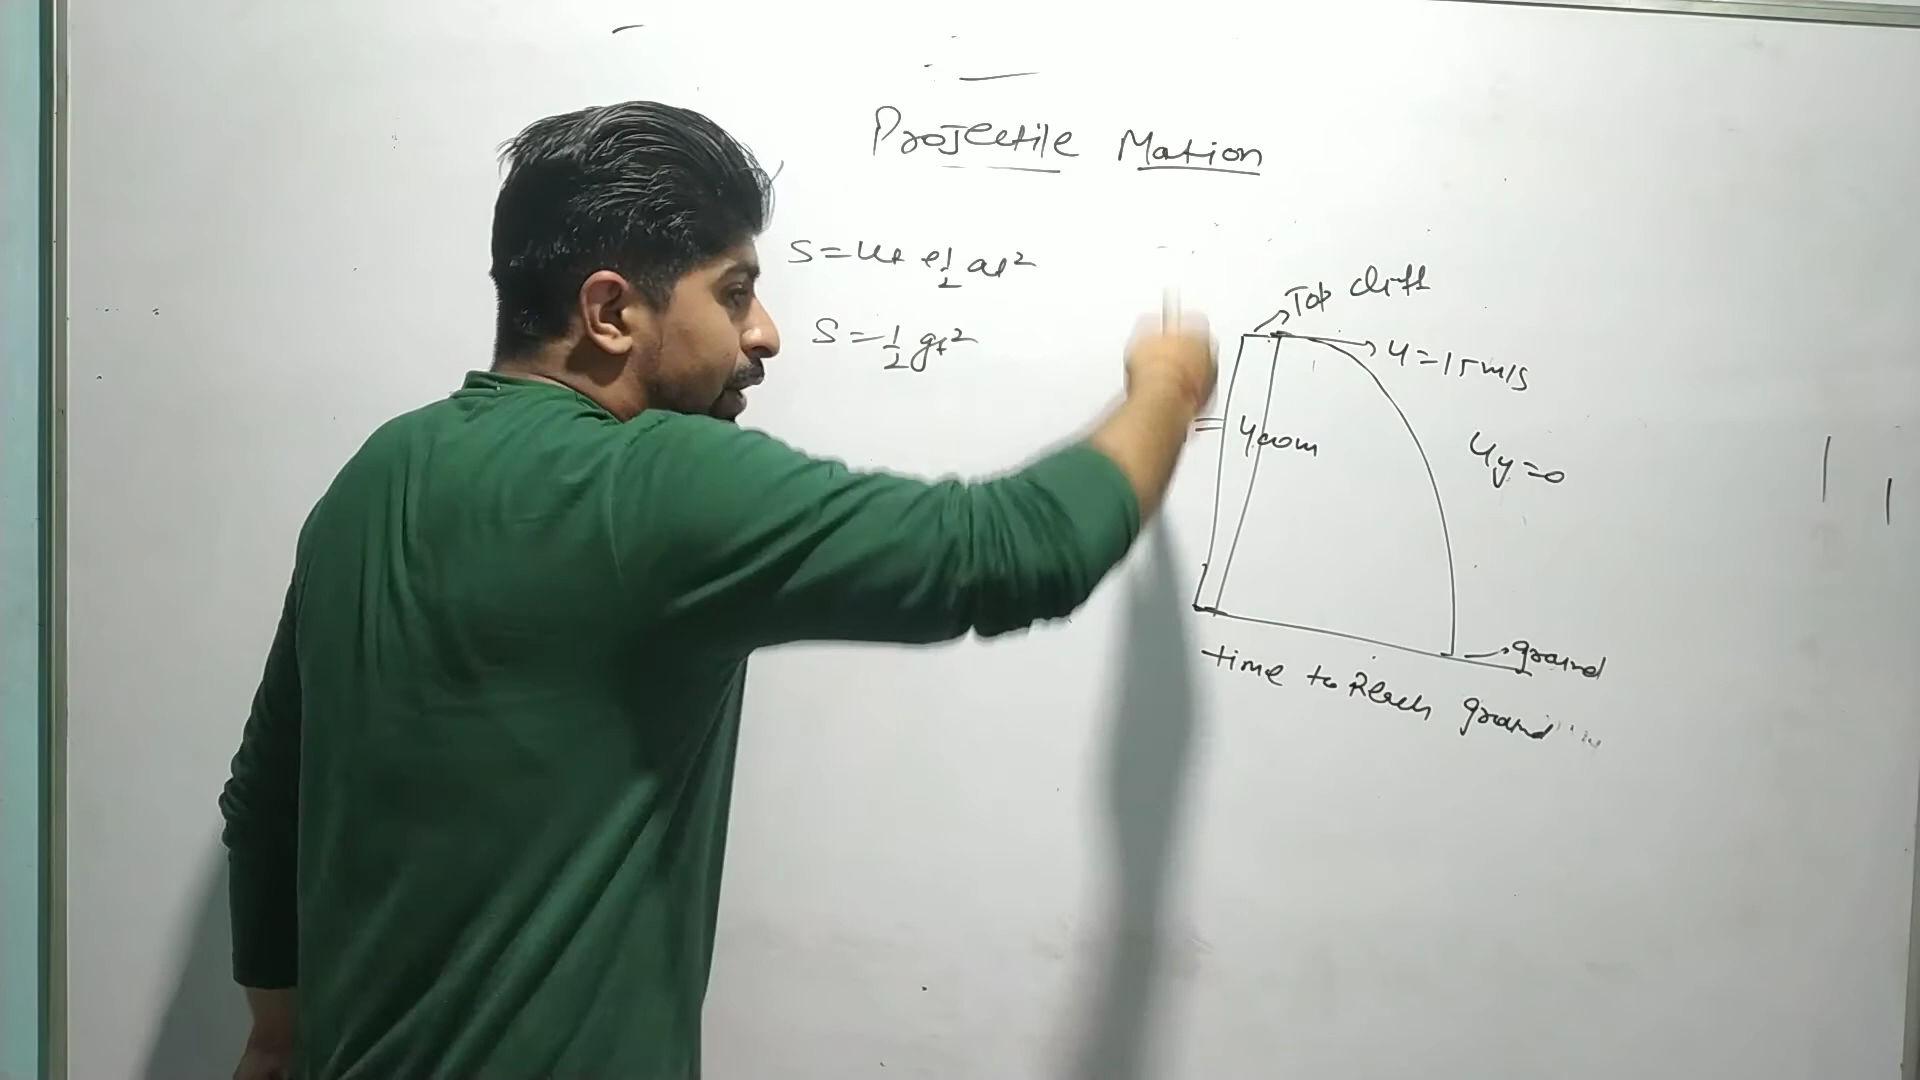 Projectile Motion
S = ut + 1/2 at²
S = 1/2 gt²
Top cliff
u = 15 m/s
= 400m
uy = 0
ground
time to Reach ground